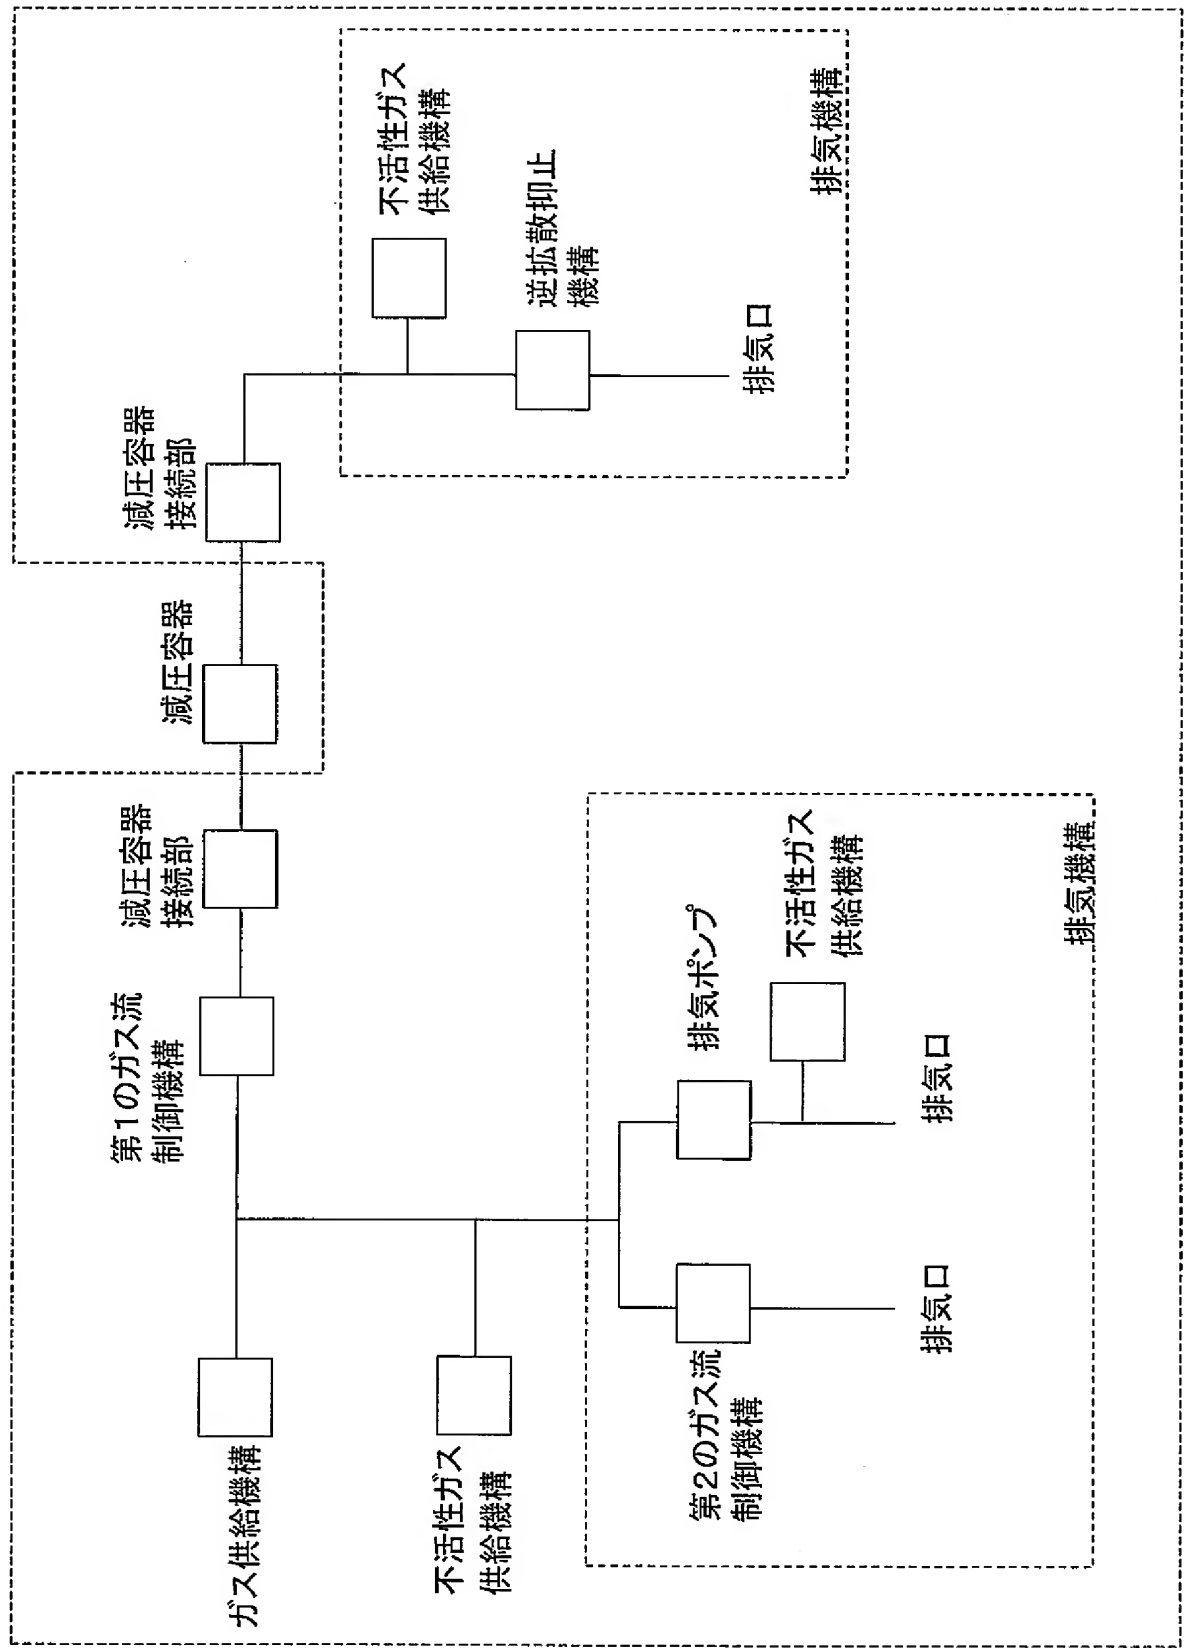 ガス供給機構
第1のガス流
制御機構
減圧容器
接続部
減圧容器
減圧容器
接続部
不活性ガス
供給機構
不活性ガス
供給機構
逆拡散抑止
機構
排気口
排気機構
第2のガス流
制御機構
排気ポンプ
不活性ガス
供給機構
排気口
排気口
排気機構